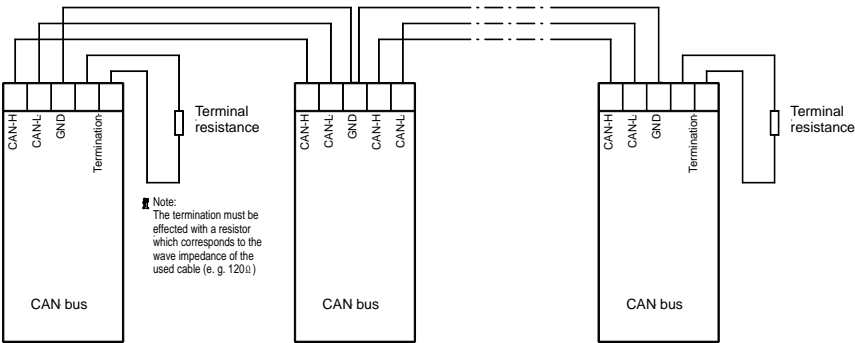 CAN-H
CAN-L
GND
Termination
Terminal
resistance
Note:
The termination must be
effected with a resistor
which corresponds to the
wave impedance of the
used cable (e. g. 120Ω)
CAN bus
CAN-H
CAN-L
GND
CAN-H
CAN-L
CAN bus
CAN-H
CAN-L
GND
Termination
Terminal
resistance
CAN bus